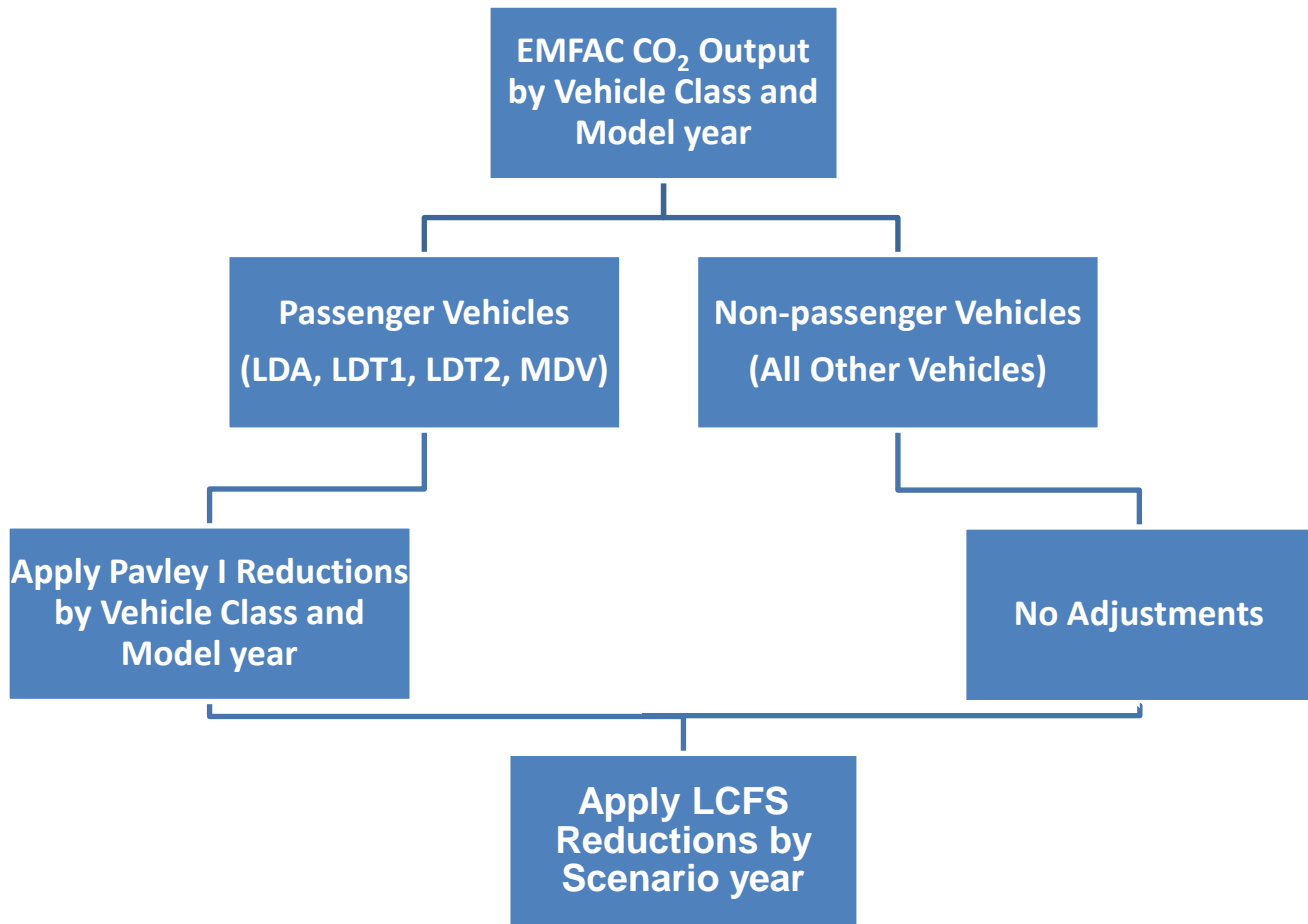 EMFAC CO₂ Output
by Vehicle Class and
Model year
Passenger Vehicles
(LDA, LDT1, LDT2, MDV)
Non-passenger Vehicles
(All Other Vehicles)
Apply Pavley I Reductions
by Vehicle Class and
Model year
No Adjustments
Apply LCFS
Reductions by
Scenario year